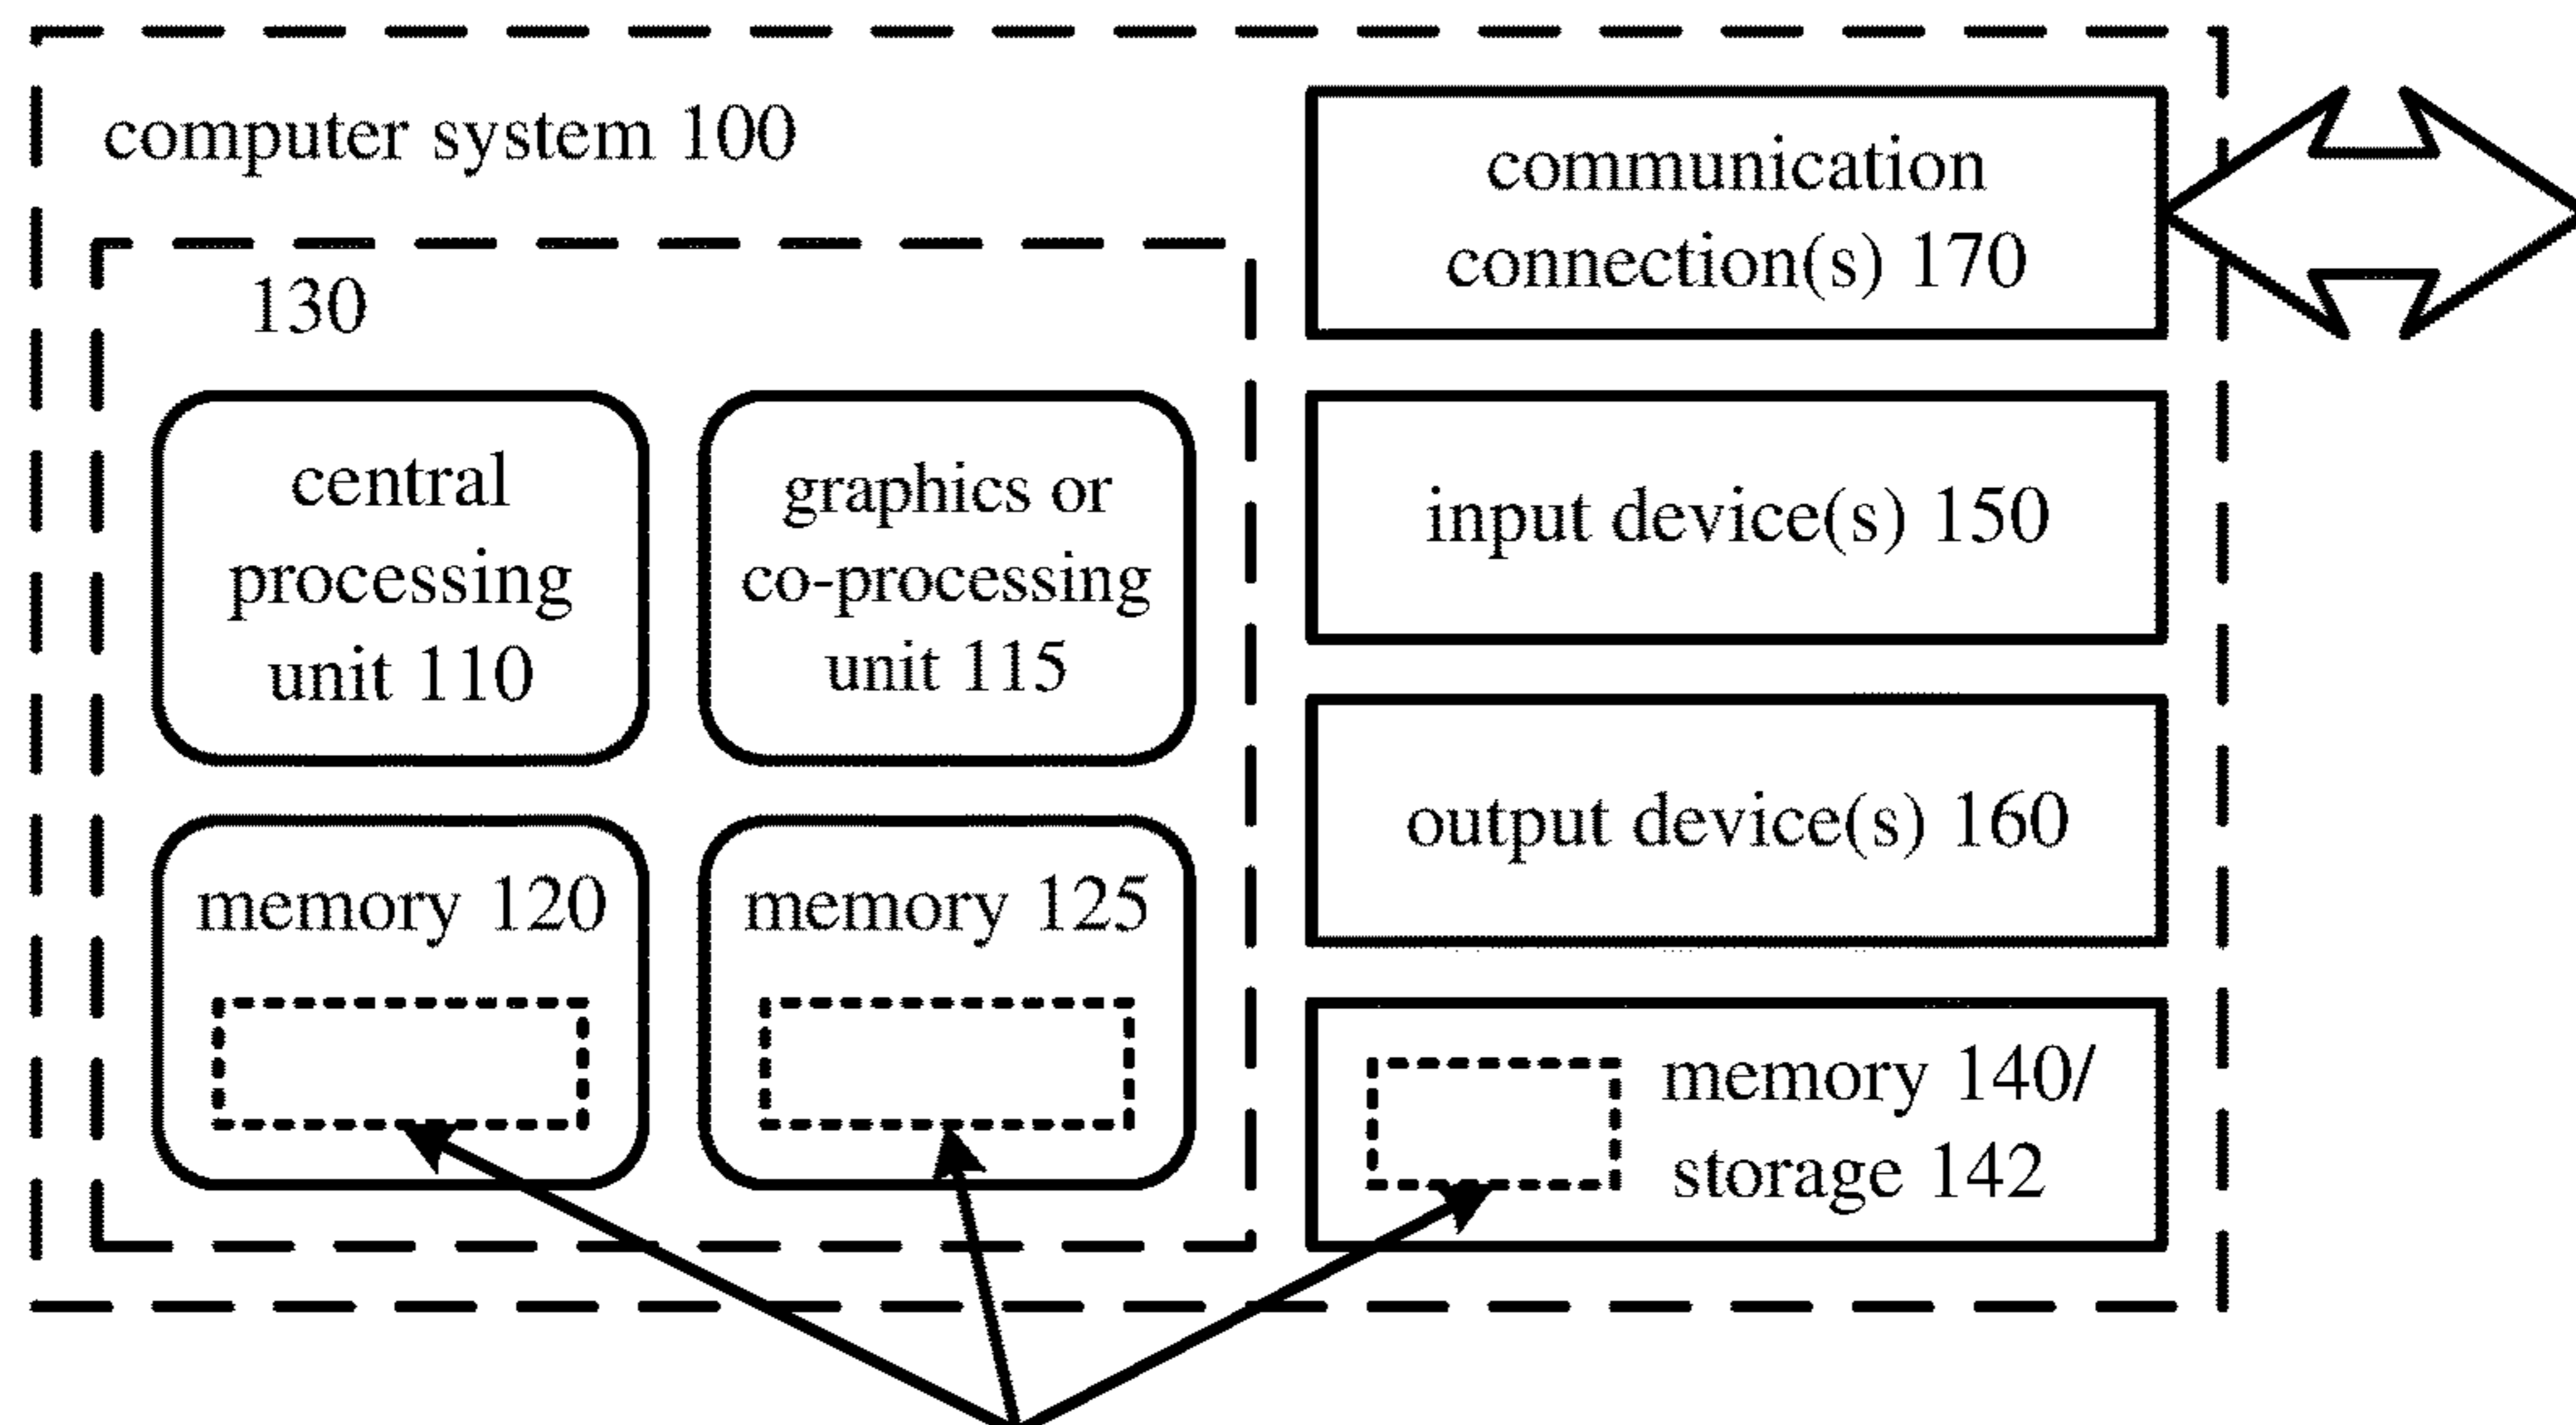 computer system 100
130
central
processing
unit 110
graphics or
co-processing
unit 115
memory 120
memory 125
communication
connection(s) 170
input device(s) 150
output device(s) 160
memory 140/
storage 142